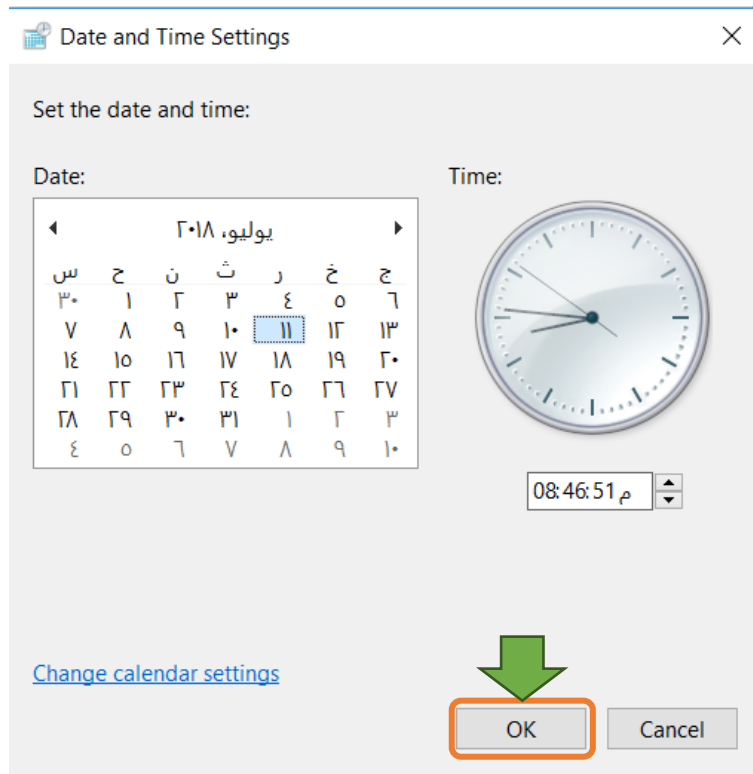 Date and Time Settings
Set the date and time:
Date:
Time:
يوليو، ٢٠١٨
س ح ن ث ر خ ج
٣٠ ١ ٢ ٣ ٤ ٥ ٦
٧ ٨ ٩ ١٠ ١١ ١٢ ١٣
١٤ ١٥ ١٦ ١٧ ١٨ ١٩ ٢٠
٢١ ٢٢ ٢٣ ٢٤ ٢٥ ٢٦ ٢٧
٢٨ ٢٩ ٣٠ ٣١ ١ ٢ ٣
٤ ٥ ٦ ٧ ٨ ٩ ١٠
08:46:51 م
Change calendar settings
OK
Cancel